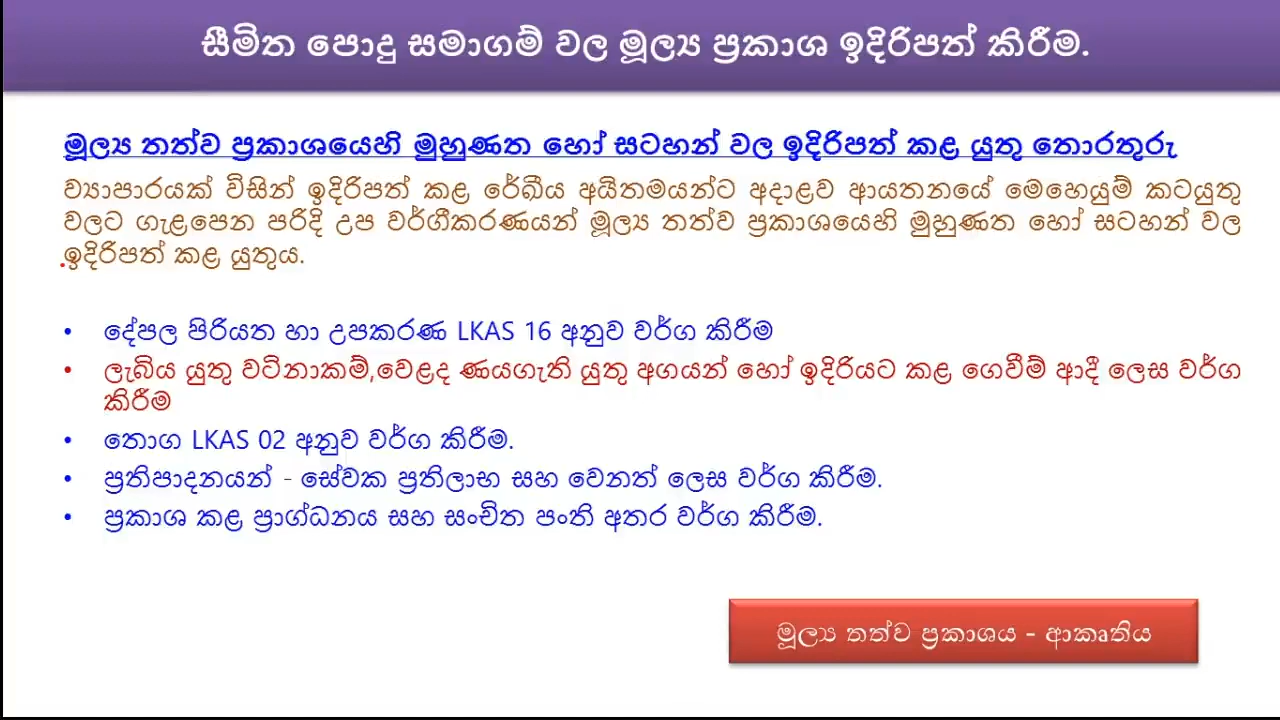 සීමිත පොදු සමාගම් වල මූල්‍ය ප්‍රකාශ ඉදිරිපත් කිරීම.
මූල්‍ය තත්ව ප්‍රකාශයෙහි මුහුණත හෝ සටහන් වල ඉදිරිපත් කළ යුතු තොරතුරු
ව්‍යාපාරයක් විසින් ඉදිරිපත් කළ රේඛීය අයිතමයන්ට අදාළව ආයතනයේ මෙහෙයුම් කටයුතු
වලට ගැළපෙන පරිදි උප වර්ගීකරණයන් මූල්‍ය තත්ව ප්‍රකාශයෙහි මුහුණත හෝ සටහන් වල
ඉදිරිපත් කළ යුතුය.
• දේපල පිරියත හා උපකරණ LKAS 16 අනුව වර්ග කිරීම
• ලැබිය යුතු වටිනාකම්,වෙළද ණයගැති යුතු අගයන් හෝ ඉදිරියට කළ ගෙවීම් ආදී ලෙස වර්ග
කිරීම
• තොග LKAS 02 අනුව වර්ග කිරීම.
• ප්‍රතිපාදනයන් - සේවක ප්‍රතිලාභ සහ වෙනත් ලෙස වර්ග කිරීම.
• ප්‍රකාශ කළ ප්‍රාග්ධනය සහ සංචිත පංති අතර වර්ග කිරීම.
මූල්‍ය තත්ව ප්‍රකාශය - ආකෘතිය